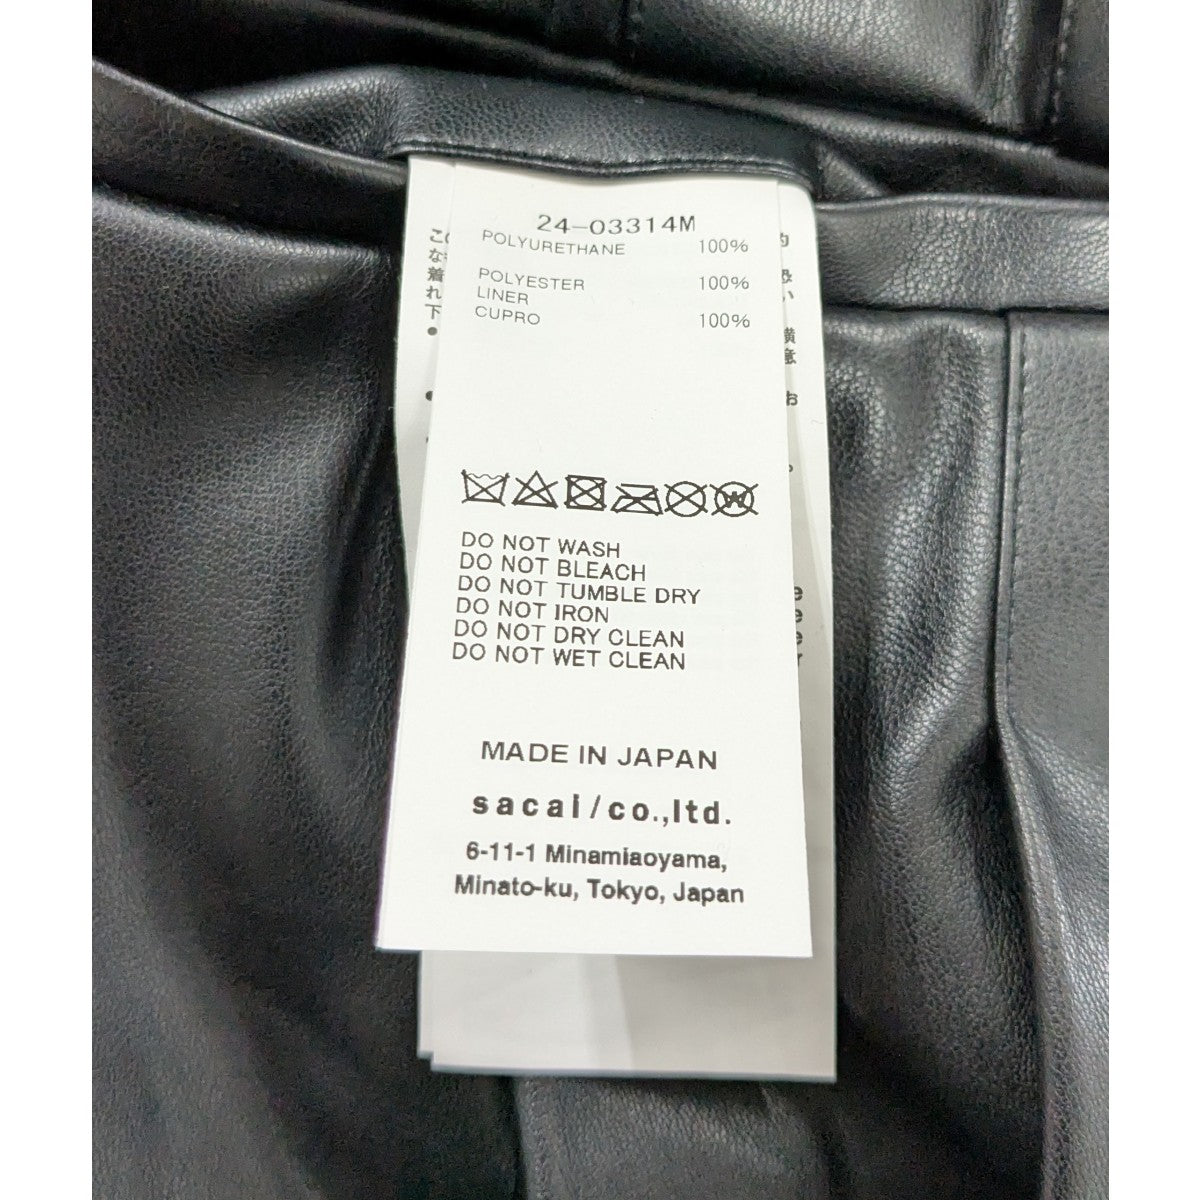 24-03314M
POLYURETHANE 100%
POLYESTER 100%
LINER
CUPRO 100%
DO NOT WASH
DO NOT BLEACH
DO NOT TUMBLE DRY
DO NOT IRON
DO NOT DRY CLEAN
DO NOT WET CLEAN
MADE IN JAPAN
sacai/co.,ltd.
6-11-1 Minamiaoyama,
Minato-ku, Tokyo, Japan